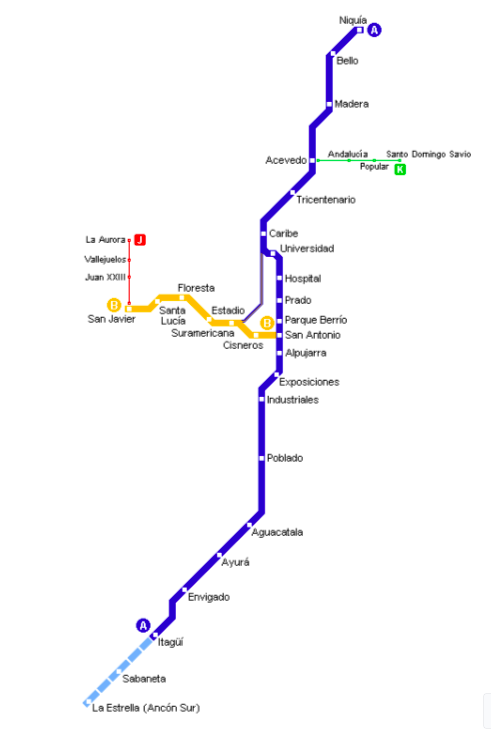 Niquía
A
Bello
Madera
Acevedo
Andalucía
Santo Domingo Savio
Popular
K
Tricentenario
Caribe
La Aurora
J
Universidad
Vallejuelos
Juan XXIII
Hospital
Floresta
Prado
B
Santa
Lucía
Estadio
San Javier
B
Parque Berrío
Suramericana
San Antonio
Cisneros
Alpujarra
Exposiciones
Industriales
Poblado
Aguacatala
Ayurá
Envigado
A
Itagüí
Sabaneta
La Estrella (Ancón Sur)